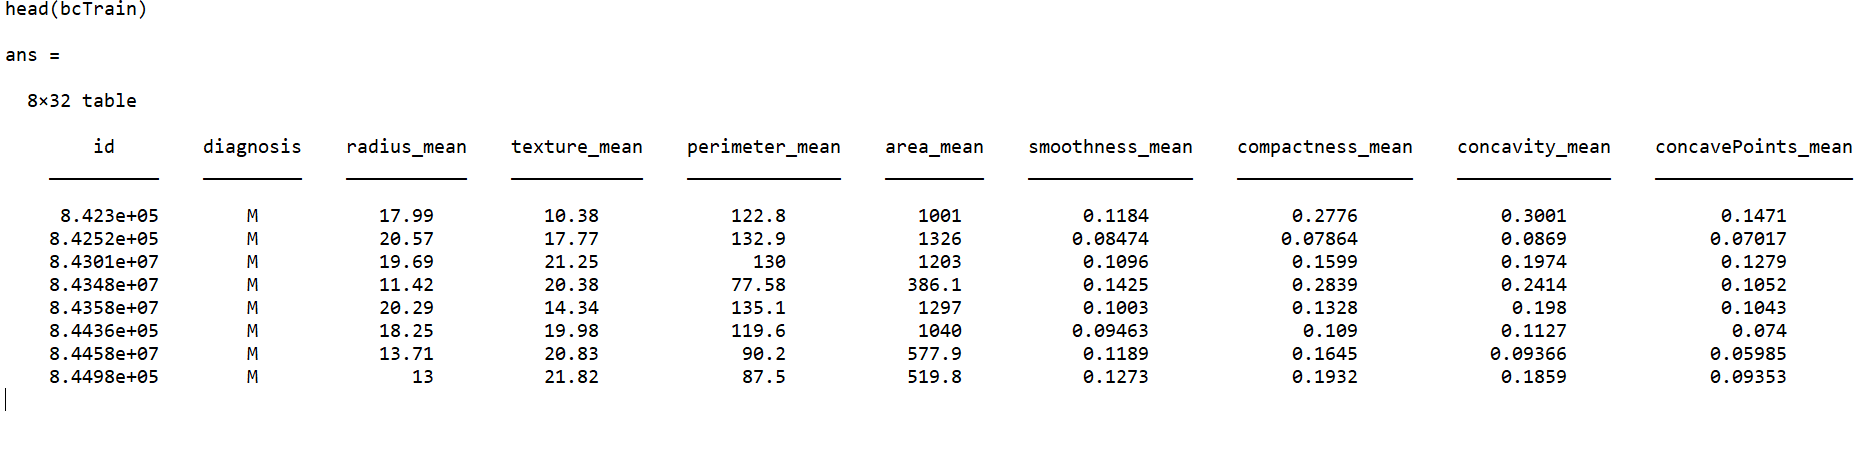 head(bcTrain)
ans =
8×32 table
id diagnosis radius_mean texture_mean perimeter_mean area_mean smoothness_mean compactness_mean concavity_mean concavePoints_mean
8.423e+05 M 17.99 10.38 122.8 1001 0.1184 0.2776 0.3001 0.1471
8.4252e+05 M 20.57 17.77 132.9 1326 0.08474 0.07864 0.0869 0.07017
8.4301e+07 M 19.69 21.25 130 1203 0.1096 0.1599 0.1974 0.1279
8.4348e+07 M 11.42 20.38 77.58 386.1 0.1425 0.2839 0.2414 0.1052
8.4358e+07 M 20.29 14.34 135.1 1297 0.1003 0.1328 0.198 0.1043
8.4436e+05 M 18.25 19.98 119.6 1040 0.09463 0.109 0.1127 0.074
8.4458e+07 M 13.71 20.83 90.2 577.9 0.1189 0.1645 0.09366 0.05985
8.4498e+05 M 13 21.82 87.5 519.8 0.1273 0.1932 0.1859 0.09353